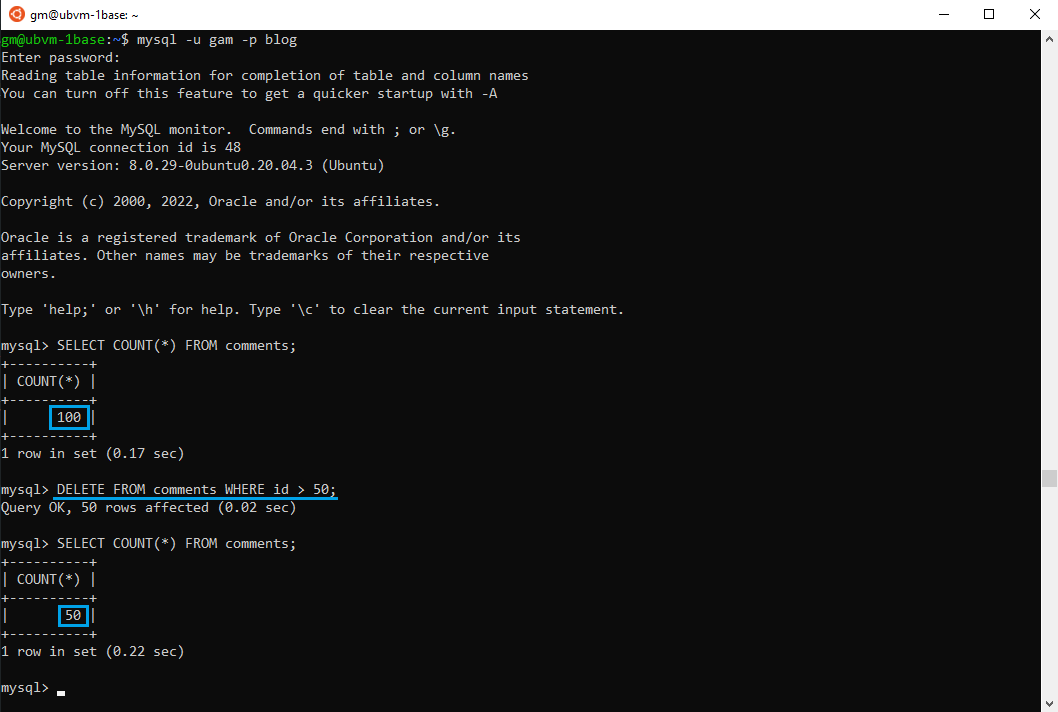 gm@ubvm-1base: ~
gm@ubvm-1base:~$ mysql -u gam -p blog
Enter password:
Reading table information for completion of table and column names
You can turn off this feature to get a quicker startup with -A
Welcome to the MySQL monitor.  Commands end with ; or \g.
Your MySQL connection id is 48
Server version: 8.0.29-0ubuntu0.20.04.3 (Ubuntu)
Copyright (c) 2000, 2022, Oracle and/or its affiliates.
Oracle is a registered trademark of Oracle Corporation and/or its
affiliates. Other names may be trademarks of their respective
owners.
Type 'help;' or '\h' for help. Type '\c' to clear the current input statement.
mysql> SELECT COUNT(*) FROM comments;
+----------+
| COUNT(*) |
+----------+
|      100 |
+----------+
1 row in set (0.17 sec)
mysql> DELETE FROM comments WHERE id > 50;
Query OK, 50 rows affected (0.02 sec)
mysql> SELECT COUNT(*) FROM comments;
+----------+
| COUNT(*) |
+----------+
|       50 |
+----------+
1 row in set (0.22 sec)
mysql> _